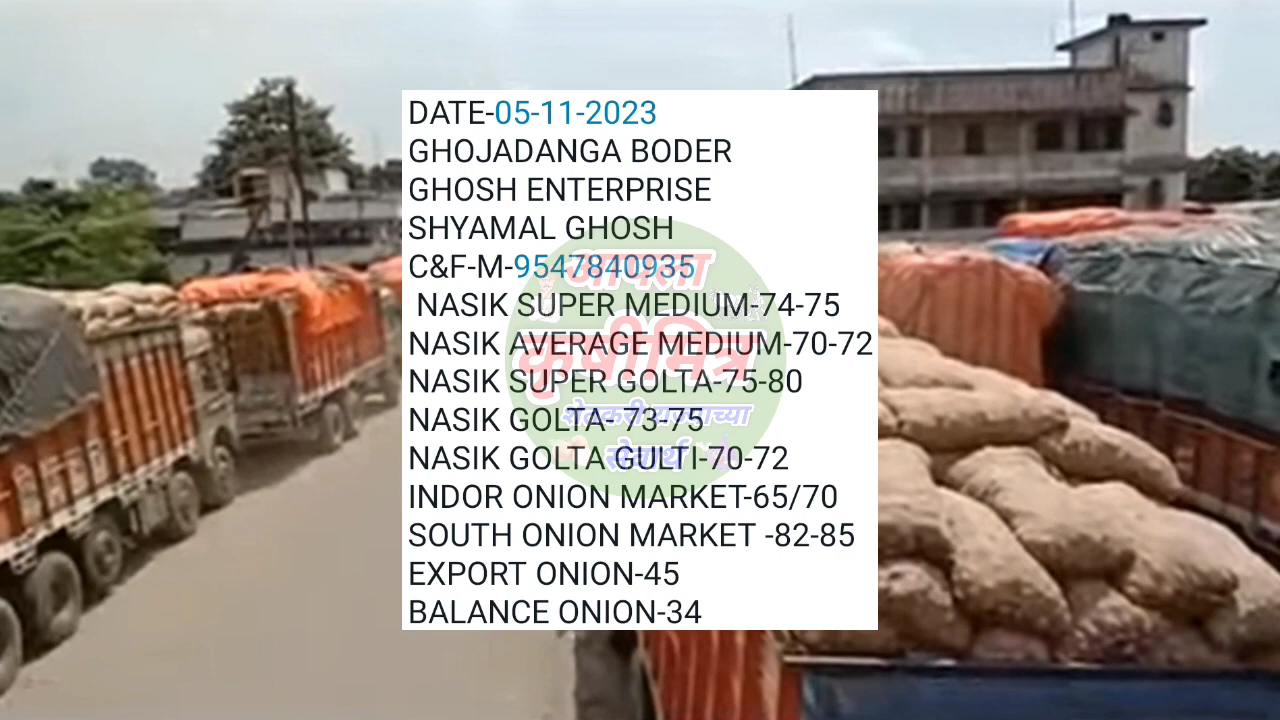 DATE-05-11-2023
GHOJADANGA BODER
GHOSH ENTERPRISE
SHYAMAL GHOSH
C&F-M-9547840935
NASIK SUPER MEDIUM-74-75
NASIK AVERAGE MEDIUM-70-72
NASIK SUPER GOLTA-75-80
NASIK GOLTA- 73-75
NASIK GOLTA GULTI-70-72
INDOR ONION MARKET-65/70
SOUTH ONION MARKET -82-85
EXPORT ONION-45
BALANCE ONION-34
आपला
कृषीमित्र
शेतकरी
सेवार्थ